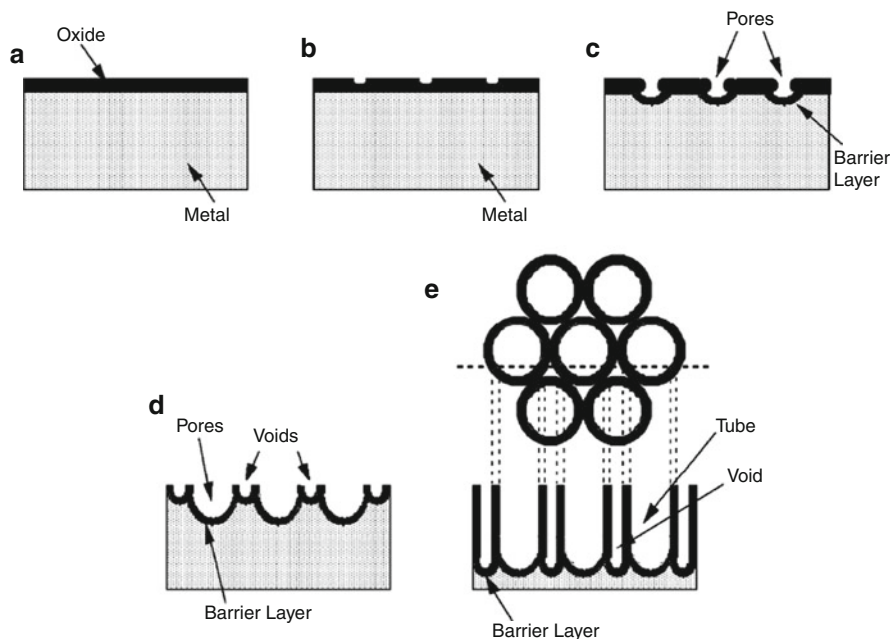 a
Oxide
Metal
b
Metal
c
Pores
Barrier
Layer
d
Pores
Voids
Barrier Layer
e
Tube
Void
Barrier Layer